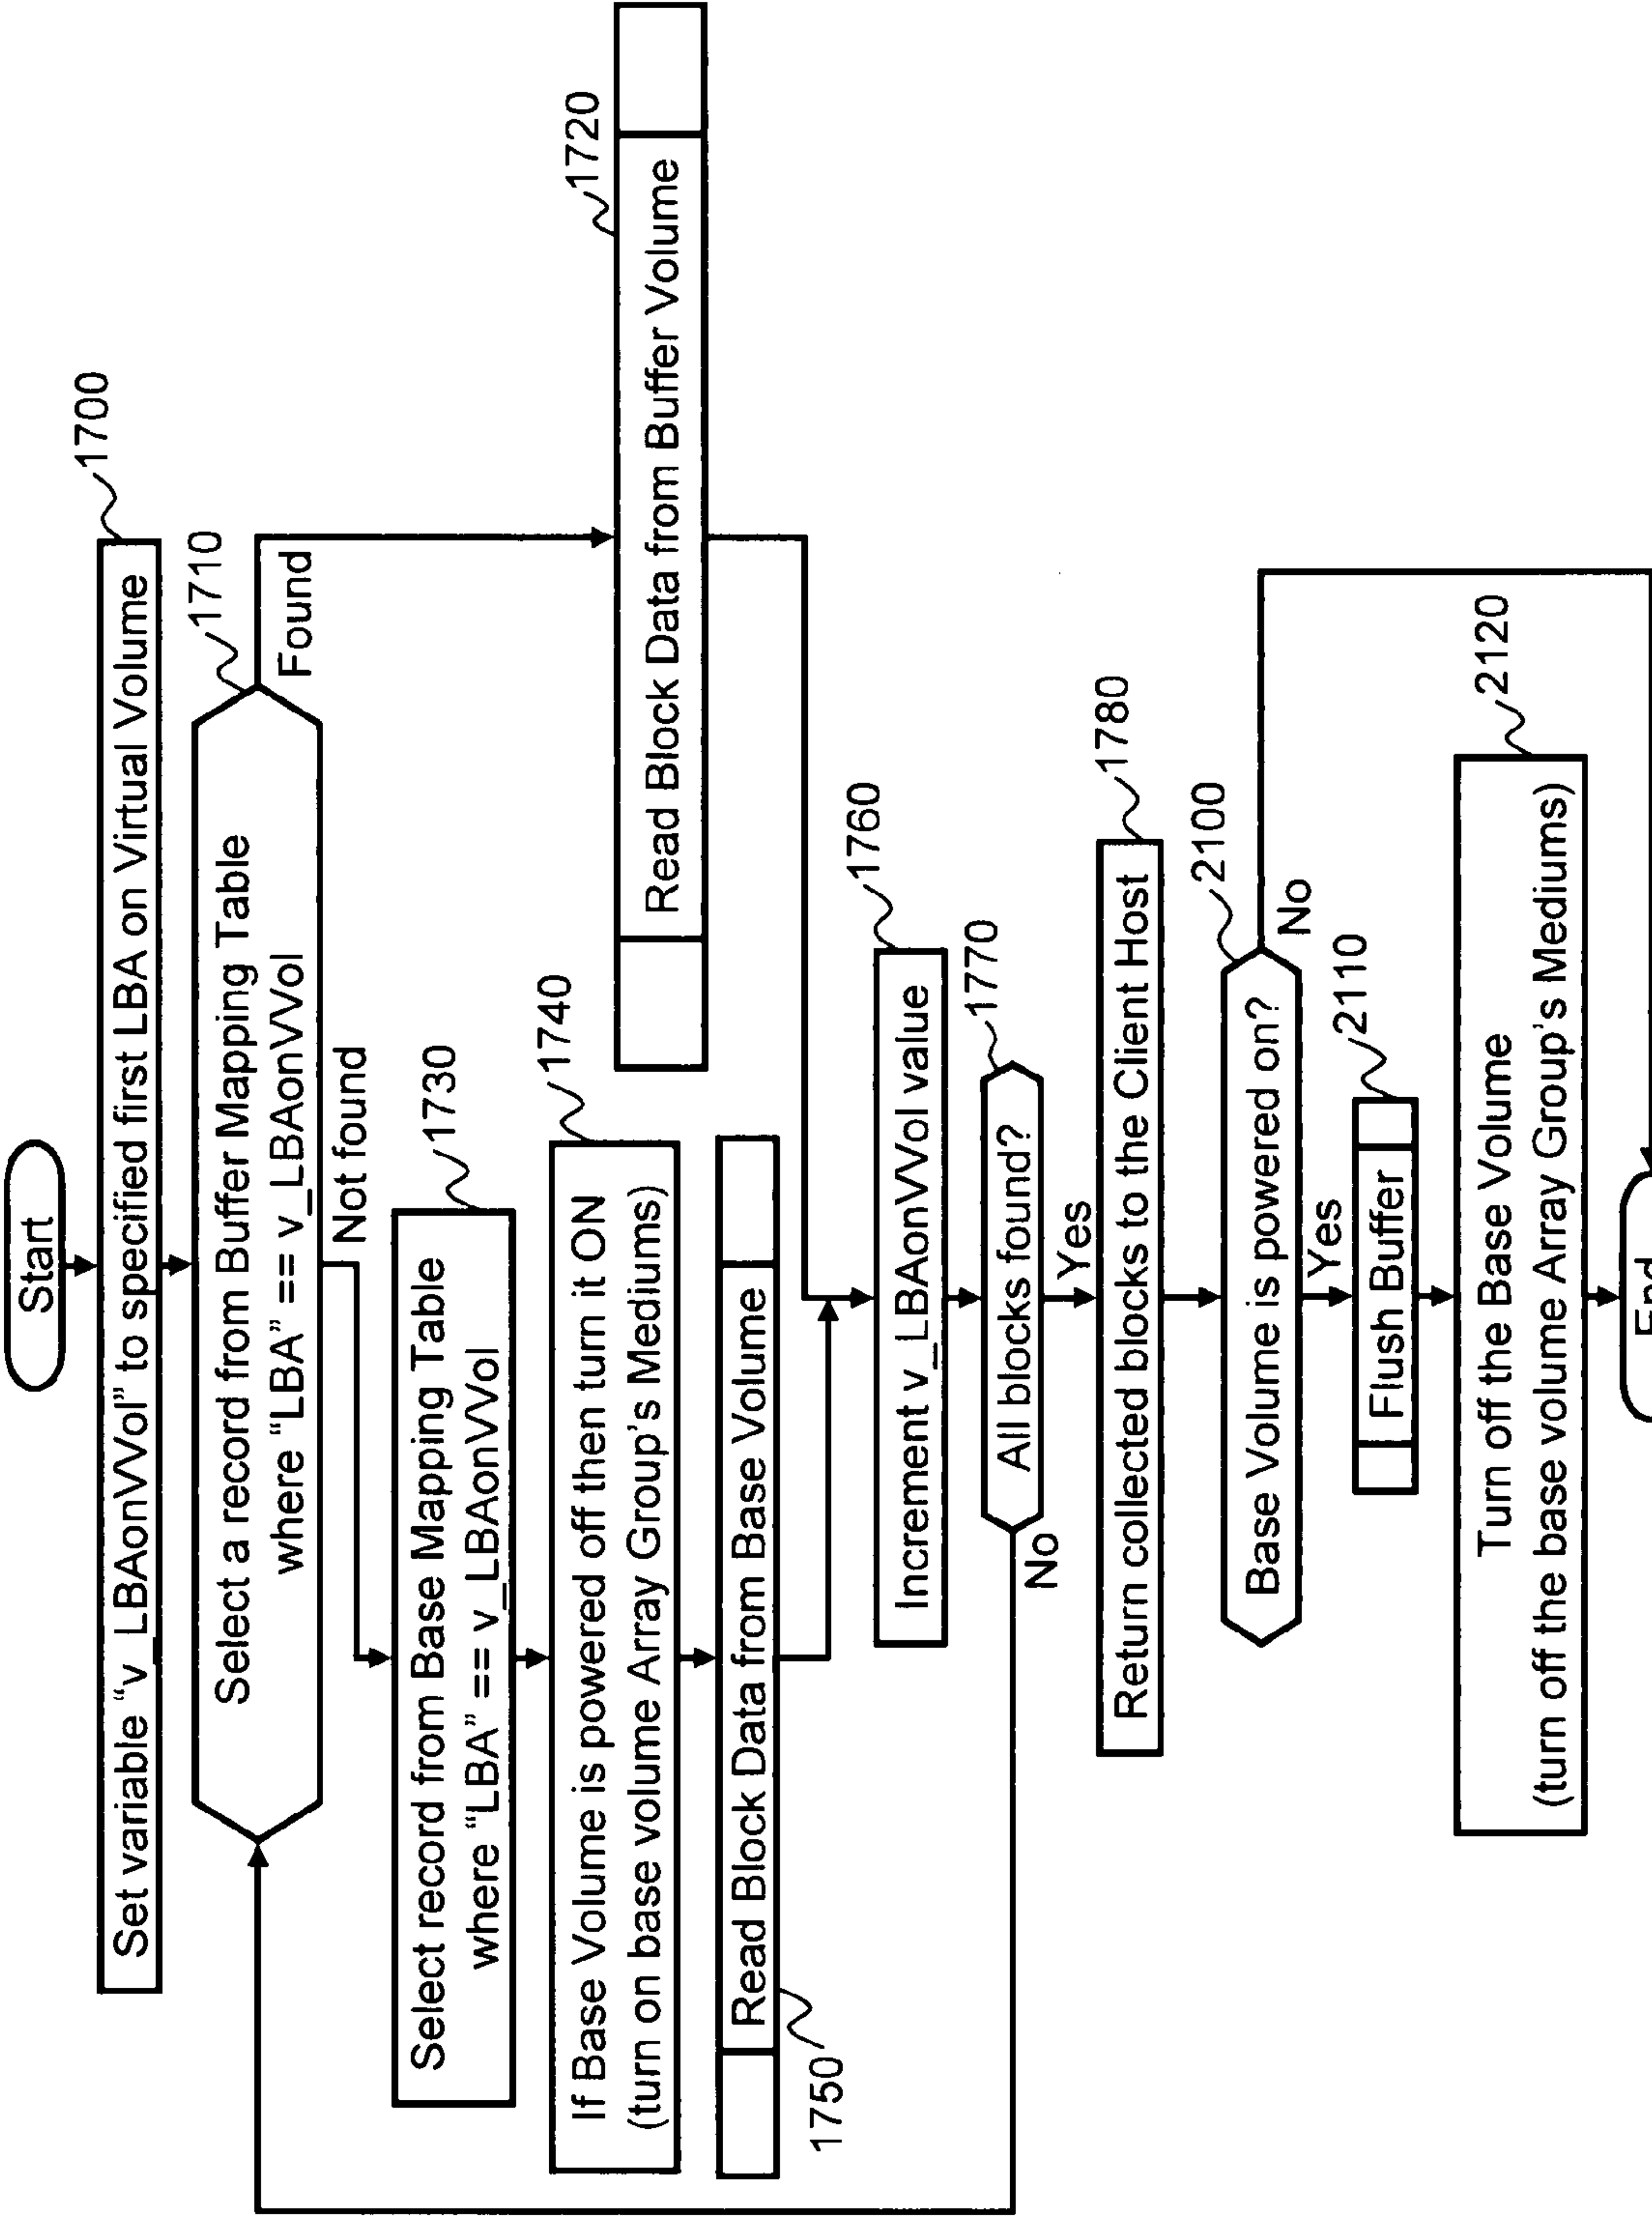 Start
1700
Set variable “v_LBAonVVol” to specified first LBA on Virtual Volume
1710
Select a record from Buffer Mapping Table
where “LBA” == v_LBAonVVol
Found
Not found
1720
Read Block Data from Buffer Volume
1730
Select record from Base Mapping Table
where “LBA” == v_LBAonVVol
1740
If Base Volume is powered off then turn it ON
(turn on base volume Array Group's Mediums)
Read Block Data from Base Volume
1750
1760
Increment v_LBAonVVol value
1770
All blocks found?
No
Yes
1780
Return collected blocks to the Client Host
2100
Base Volume is powered on?
No
Yes
2110
Flush Buffer
2120
Turn off the Base Volume
(turn off the base volume Array Group's Mediums)
End